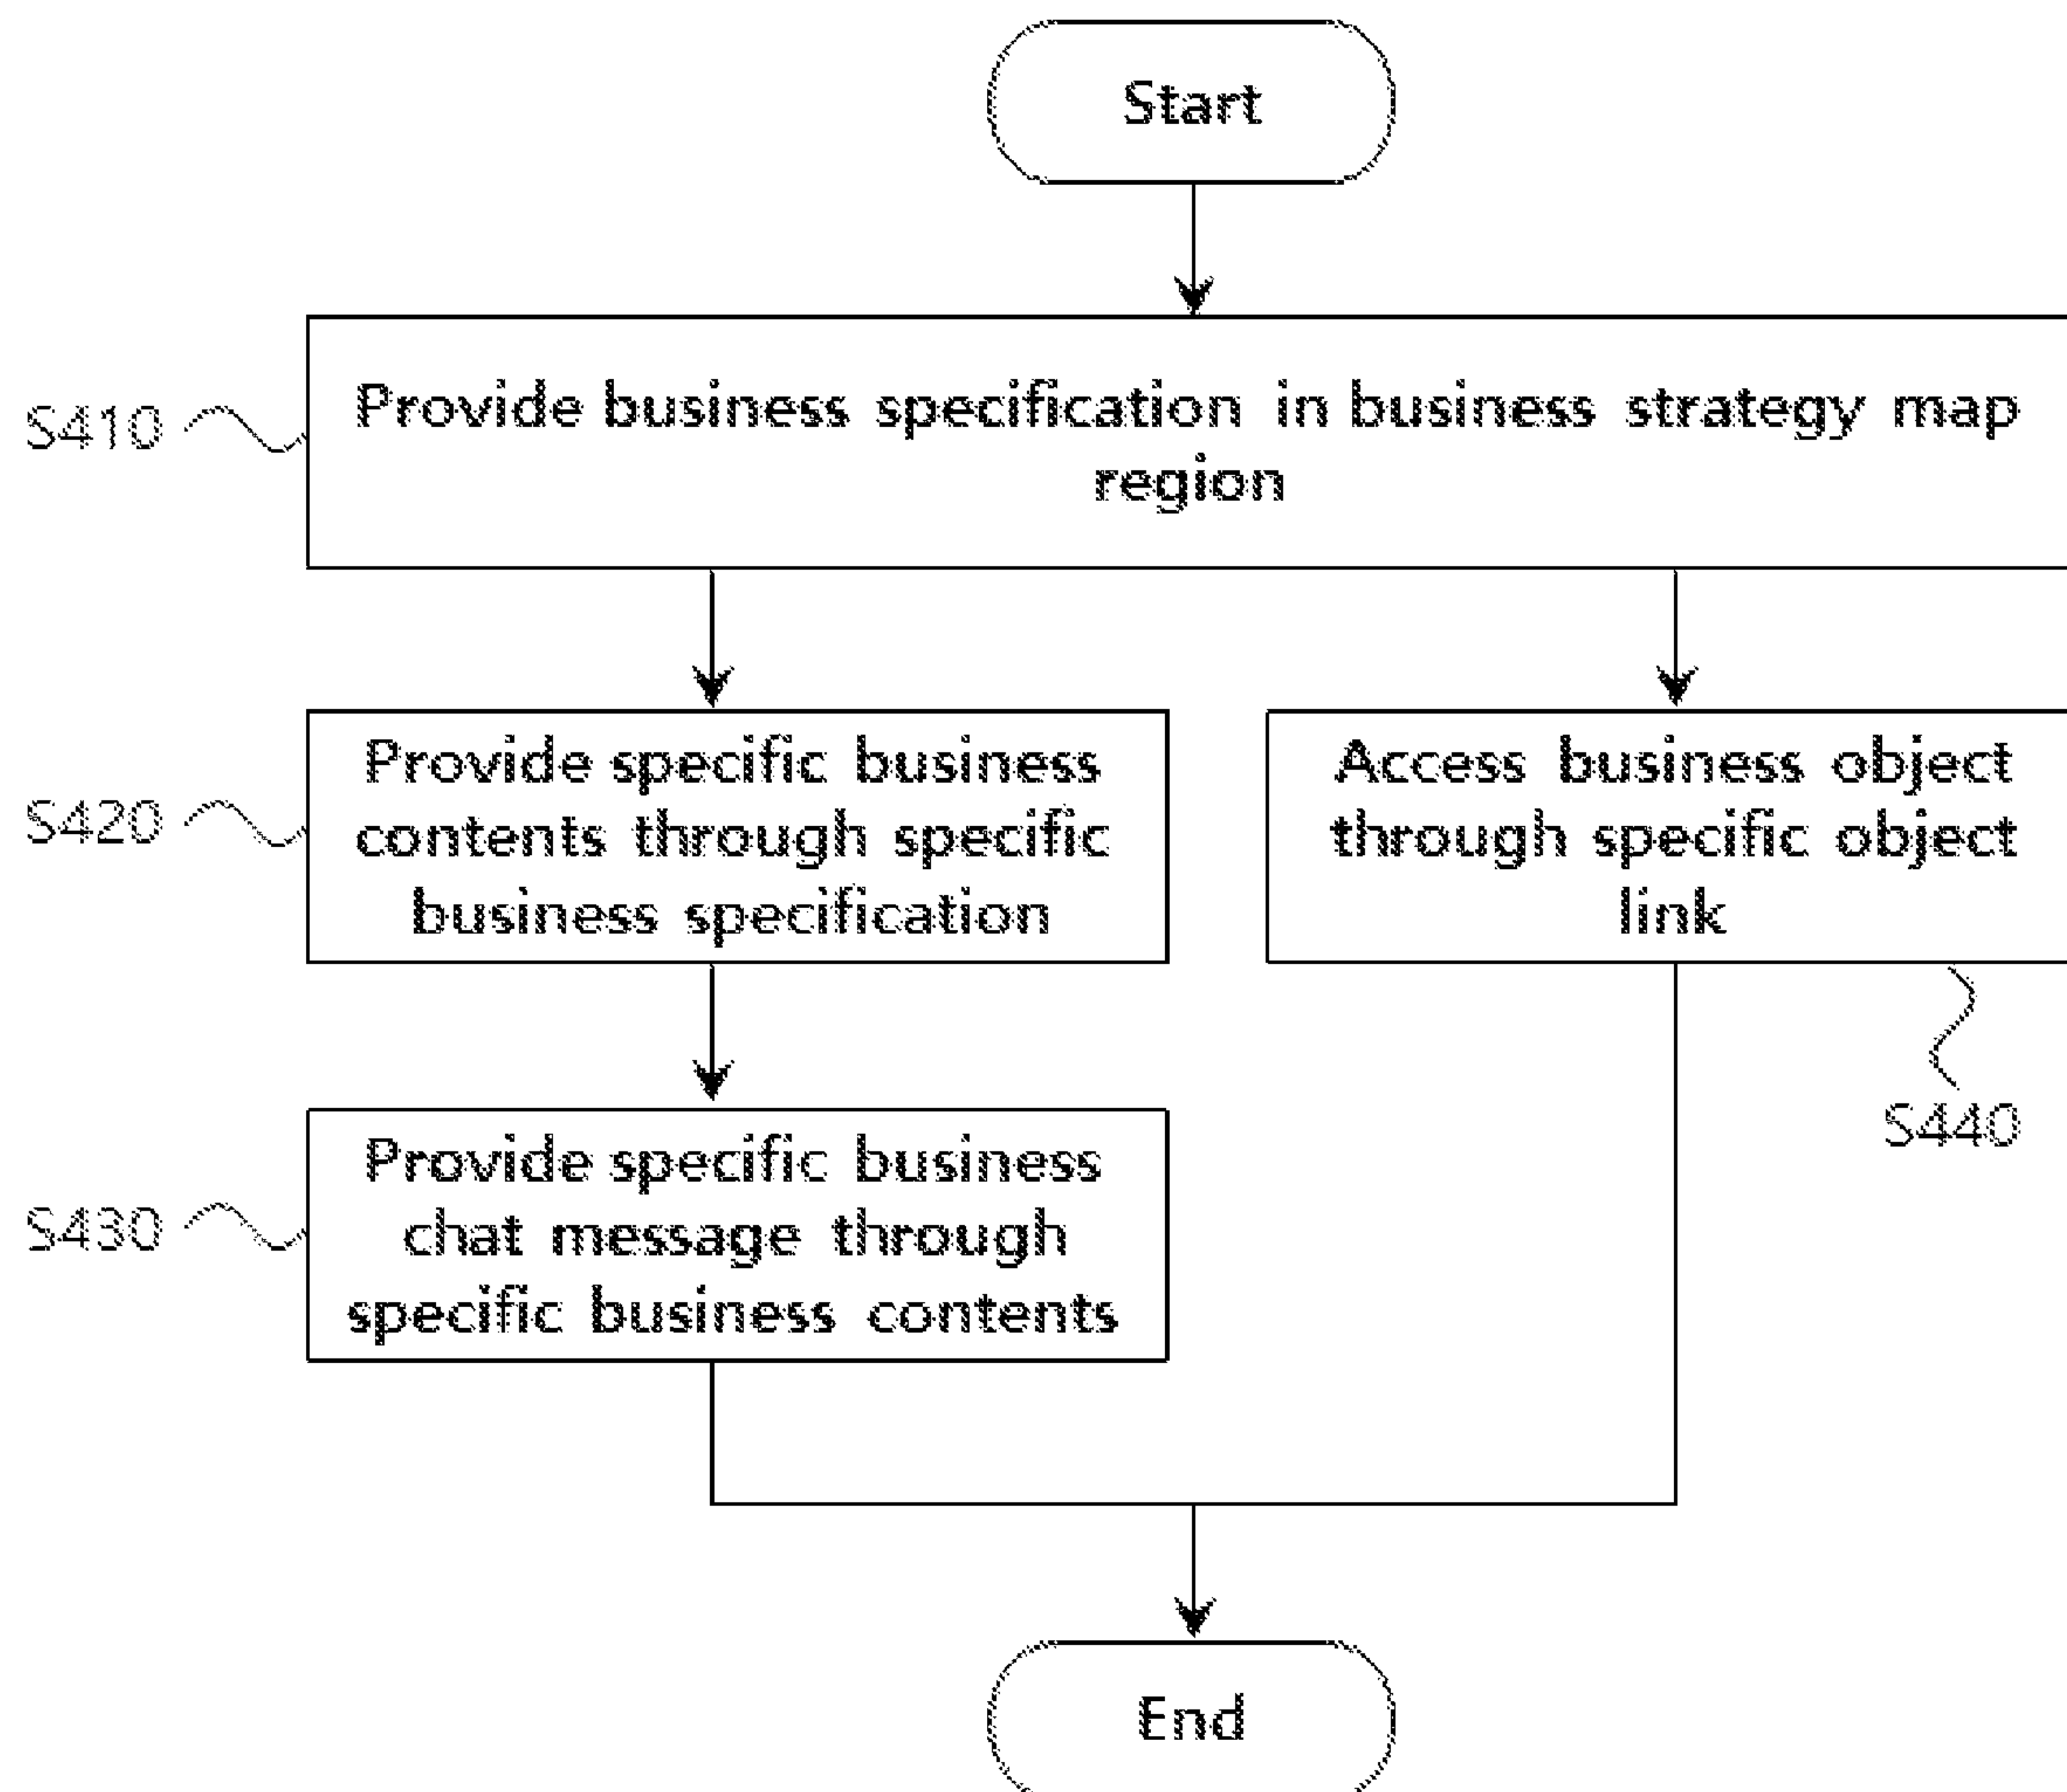 Start
S410
Provide business specification in business strategy map
region
S420
Provide specific business
contents through specific
business specification
Access business object
through specific object
link
S440
S430
Provide specific business
chat message through
specific business contents
End